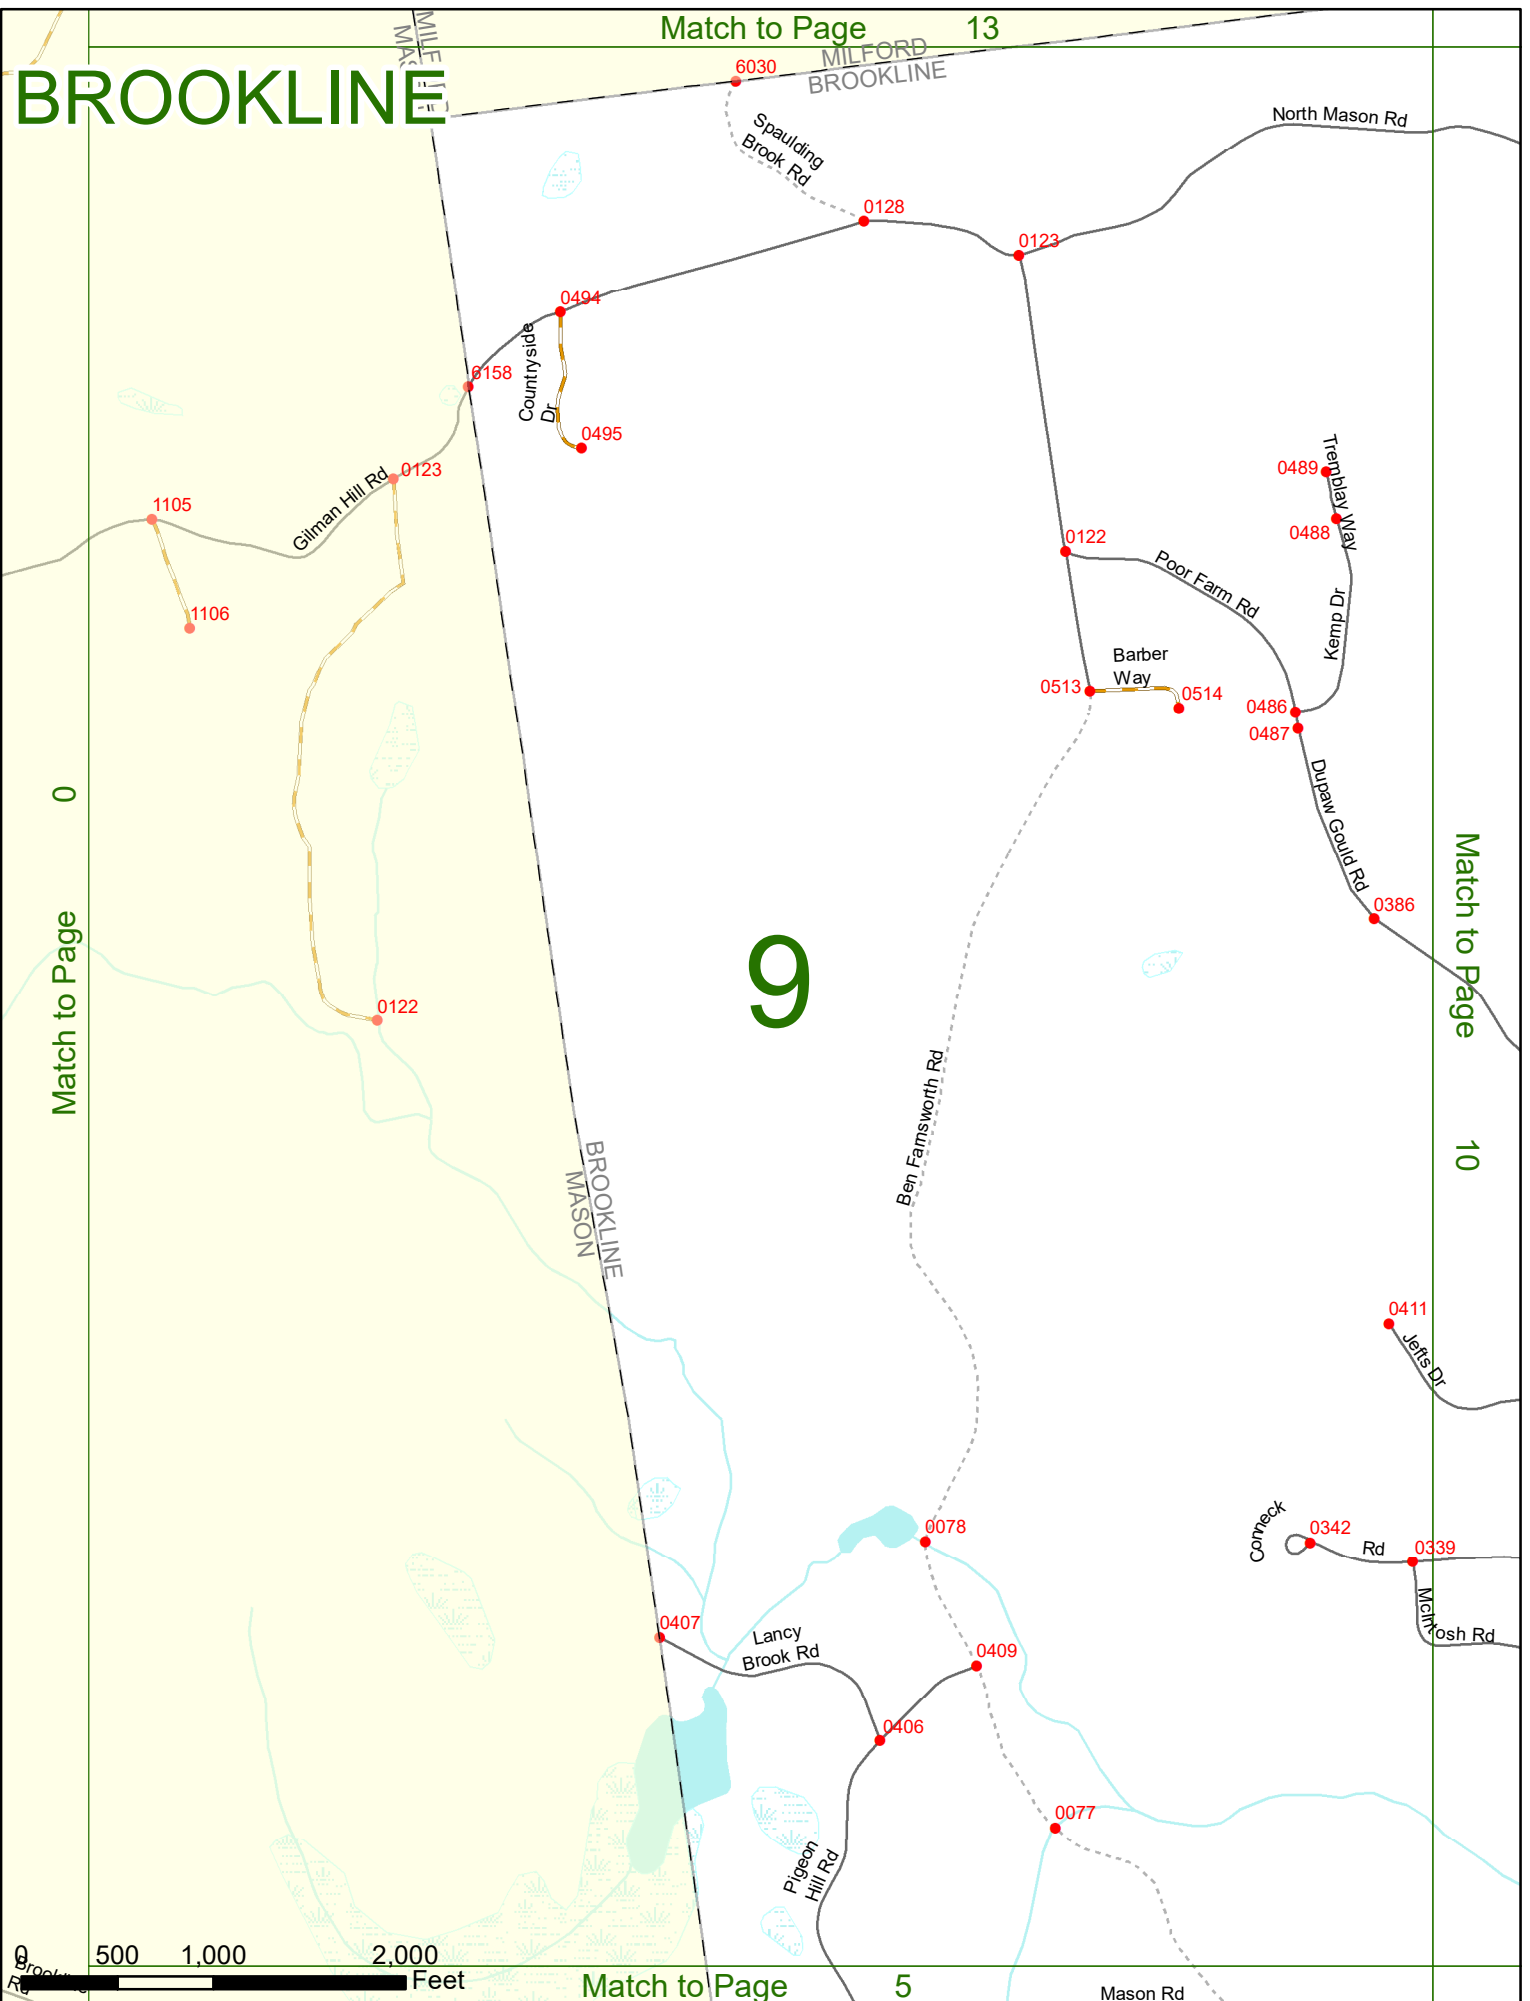 Match to Page 13
MILFORD
MILFORD
BROOKLINE
BROOKLINE
6030
Spaulding
Brook Rd
North Mason Rd
0128
0123
0494
Countryside
Dr
6158
0495
0123
Gilman Hill Rd
1105
1106
0489
Tremblay Way
0488
0122
Poor Farm Rd
Kemp Dr
Barber
Way
0513
0514
0486
0487
Dupaw Gould Rd
0
Match to Page
0386
Match to Page
10
9
0122
Ben Farnsworth Rd
BROOKLINE
MASON
0411
Jefts Dr
0078
Conneck
0342
Rd
0339
McIntosh Rd
0407
Lancy
Brook Rd
0409
0406
0077
Pigeon
Hill Rd
0 500 1,000 2,000
Feet
Match to Page 5
Mason Rd